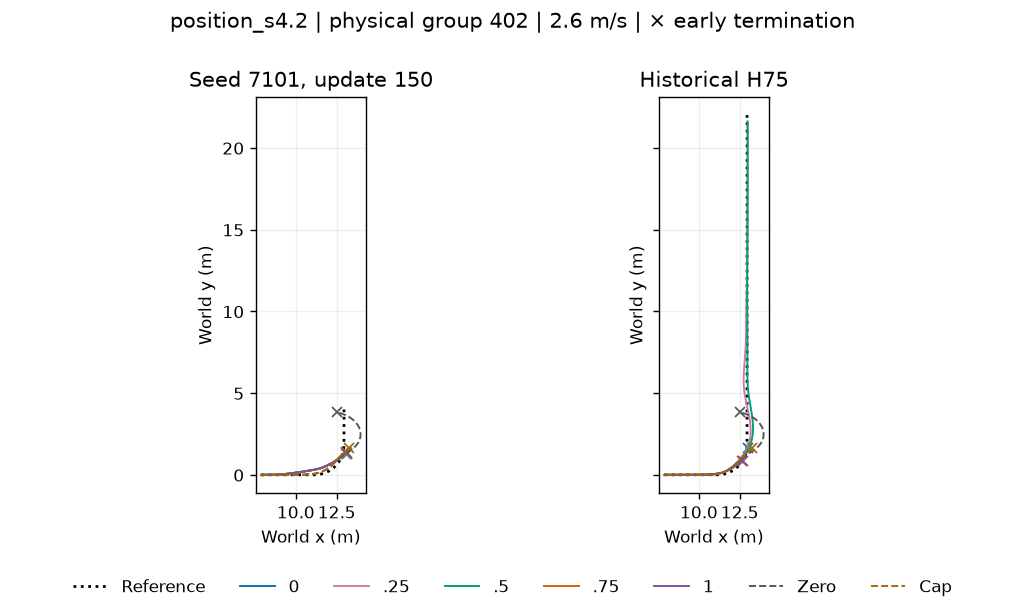 position_s4.2 | physical group 402 | 2.6 m/s | × early termination
Seed 7101, update 150
Historical H75
World y (m)
20
15
10
5
0
10.0 12.5
World x (m)
World y (m)
10.0 12.5
World x (m)
Reference 0 .25 .5 .75 1 Zero Cap